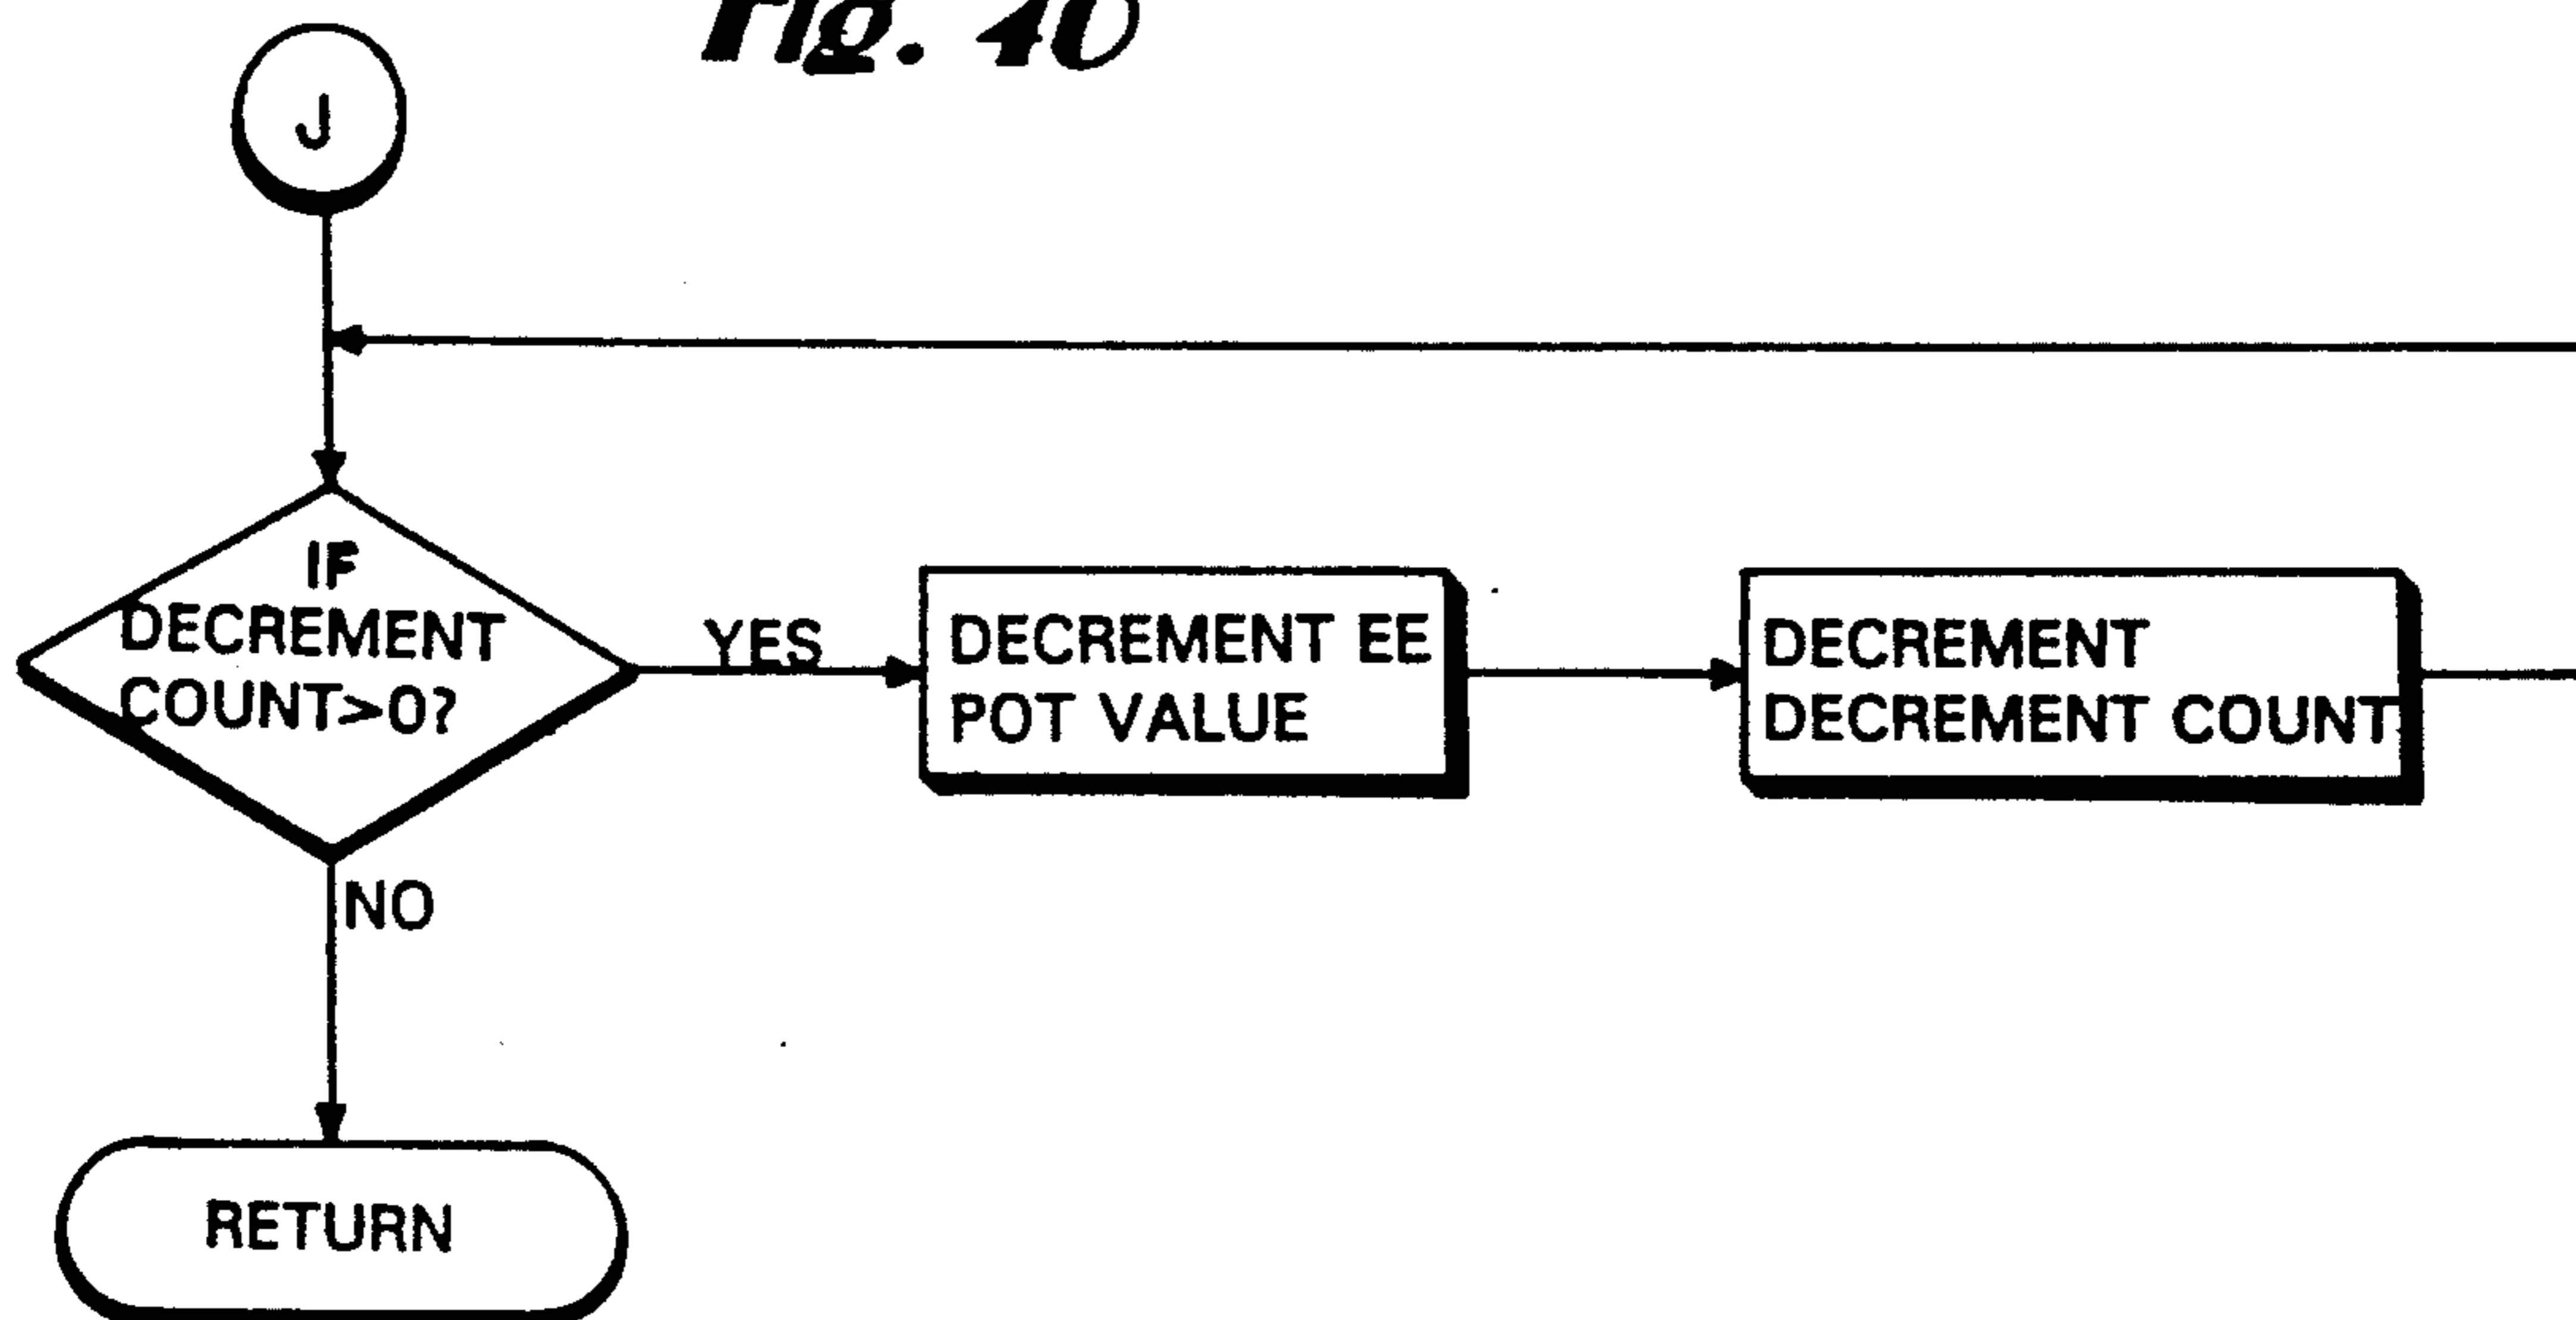 Fig. 40
J
IF
DECREMENT
COUNT>0?
YES
DECREMENT EE
POT VALUE
DECREMENT
DECREMENT COUNT
NO
RETURN